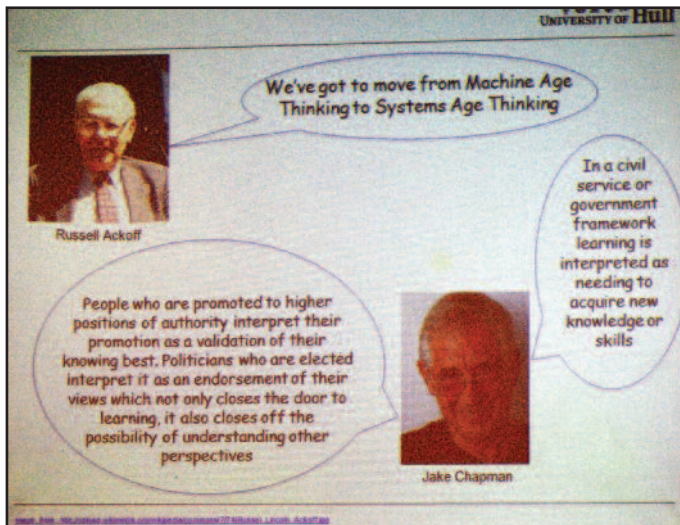 UNIVERSITY OF Hull
We've got to move from Machine Age
Thinking to Systems Age Thinking
Russell Ackoff
In a civil
service or
government
framework
learning is
interpreted as
needing to
acquire new
knowledge or
skills
People who are promoted to higher
positions of authority interpret their
promotion as a validation of their
knowing best. Politicians who are elected
interpret it as an endorsement of their
views which not only closes the door to
learning, it also closes off the
possibility of understanding other
perspectives
Jake Chapman